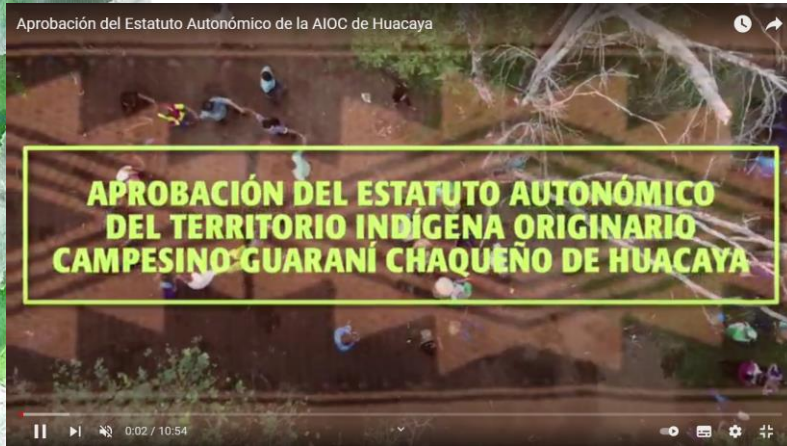 Aprobación del Estatuto Autonómico de la AIOC de Huacaya
APROBACIÓN DEL ESTATUTO AUTONÓMICO
DEL TERRITORIO INDÍGENA ORIGINARIO
CAMPESINO GUARANÍ CHAQUEÑO DE HUACAYA
0:02 / 10:54